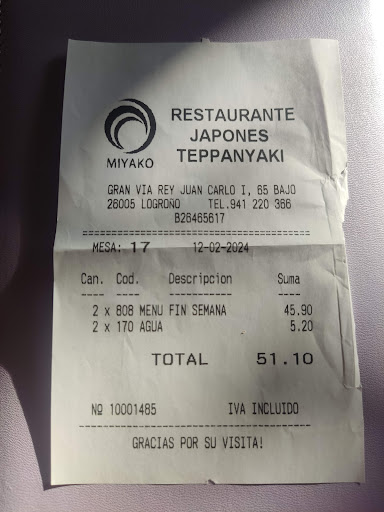 MIYAKO
RESTAURANTE
JAPONES
TEPPANYAKI
GRAN VIA REY JUAN CARLO I, 65 BAJO
26005 LOGROÑO TEL.941 220 366
B26465617
MESA: 17 12-02-2024
Can. Cod. Descripcion Suma
2 x 808 MENU FIN SEMANA 45.90
2 x 170 AGUA 5.20
TOTAL 51.10
Nº 10001485 IVA INCLUIDO
GRACIAS POR SU VISITA!